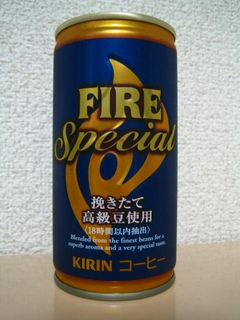 FIRE
Special
挽きたて
高級豆使用
〈18時間以内抽出〉
Blended from the finest beans for a
superb aroma and a very special taste.
KIRIN コーヒー